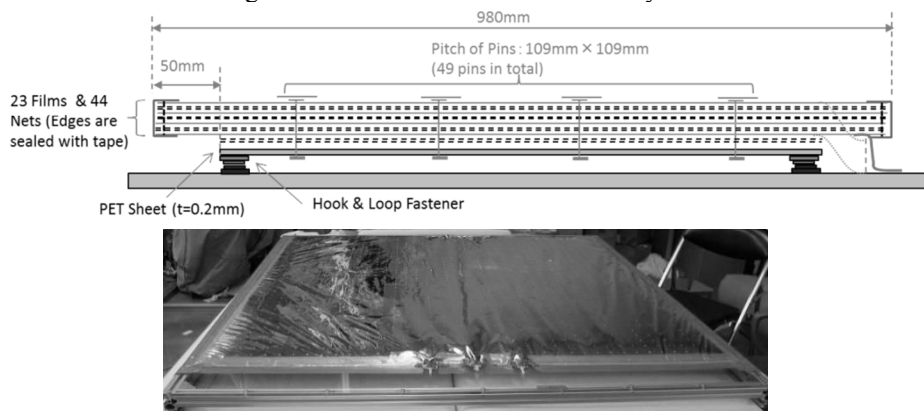 980mm
Pitch of Pins : 109mm × 109mm
(49 pins in total)
50mm
23 Films & 44
Nets (Edges are
sealed with tape)
PET Sheet (t=0.2mm)
Hook & Loop Fastener